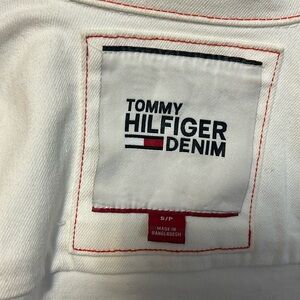 TOMMY
HILFIGER
DENIM
S/P
MADE IN
BANGLADESH